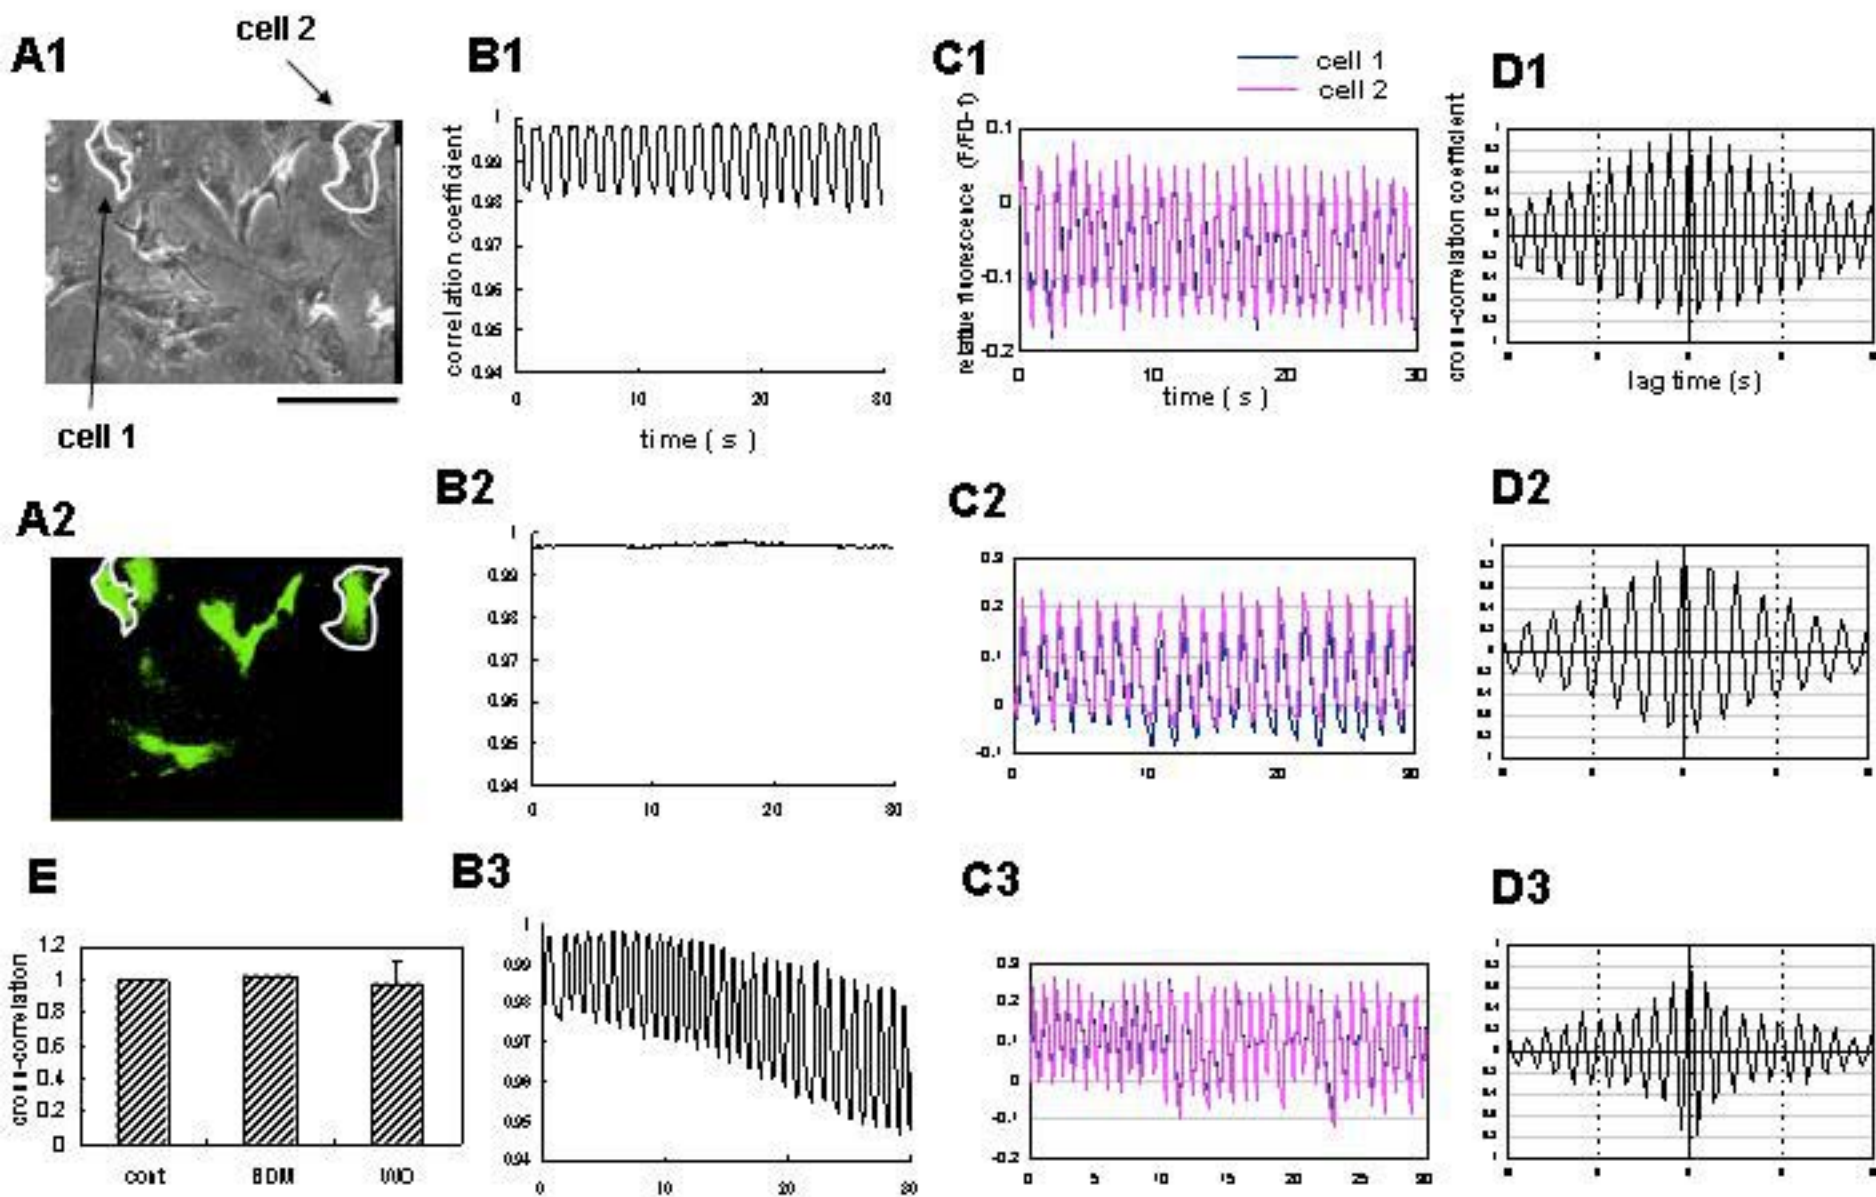 A1
cell 2
cell 1
A2
B1
correlation coefficient
1
0.99
0.98
0.97
0.96
0.95
0.94
0
10
20
30
time ( s )
C1
cell 1
cell 2
relative fluorescence (F/F0-1)
0.1
0
-0.1
-0.2
0
10
20
30
time ( s )
D1
cross-correlation coefficient
lag time (s)
B2
1
0.99
0.98
0.97
0.96
0.95
0.94
0
10
20
30
C2
0.3
0.2
0.1
0
-0.1
0
10
20
30
D2
E
cross-correlation
1.2
1
0.8
0.6
0.4
0.2
0
cont
BDM
WO
B3
1
0.99
0.98
0.97
0.96
0.95
0.94
0
10
20
30
C3
0.3
0.2
0.1
0
-0.1
-0.2
0
5
10
15
20
25
30
D3